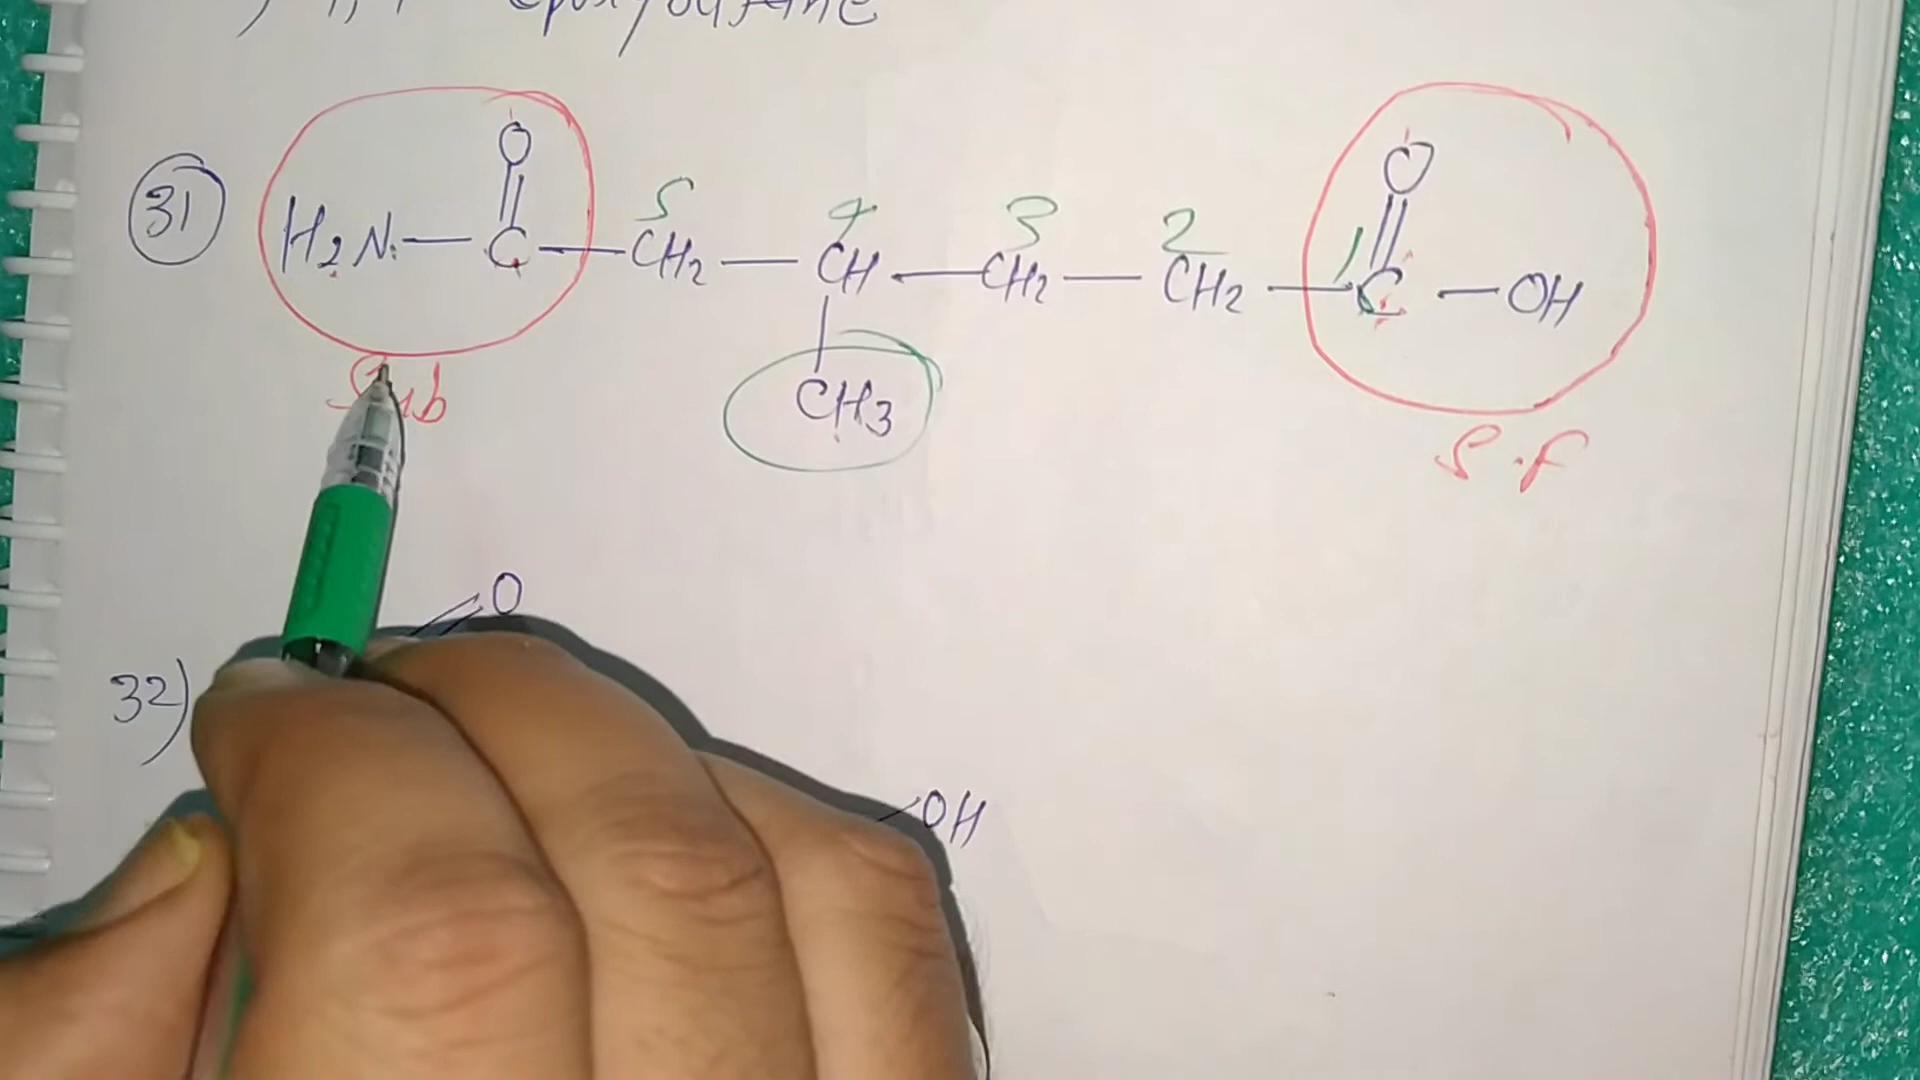 5 4 3 2 1
O O
31 H2N — C — CH2 — CH — CH2 — CH2 — C — OH
CH3
Sub S.f
O
32)
OH